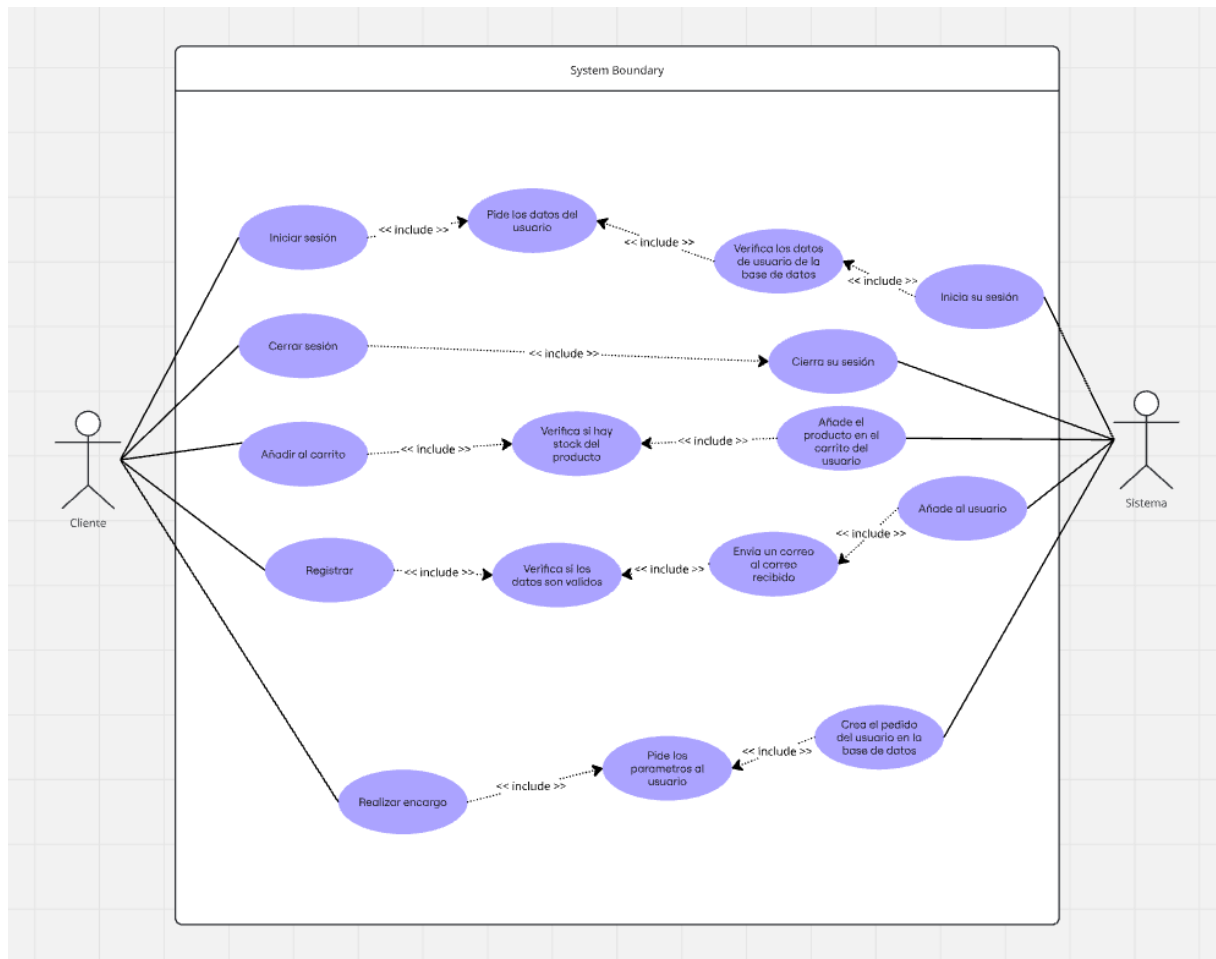 System Boundary
Pide los datos del
usuario
Iniciar sesión
<< include >>
<< include >>
Verifica los datos
de usuario de la
base de datos
<< include >>
Inicia su sesión
Cerrar sesión
<< include >>
Cierra su sesión
Añadir al carrito
<< include >>
Verifica si hay
stock del
producto
<< include >>
Añade el
producto en el
carrito del
usuario
Cliente
Sistema
Añade al usuario
<< include >>
Registrar
<< include >>
Verifica si los
datos son validos
<< include >>
Envia un correo
al correo
recibido
Crea el pedido
del usuario en la
base de datos
<< include >>
Pide los
parametros al
usuario
<< include >>
Realizar encargo